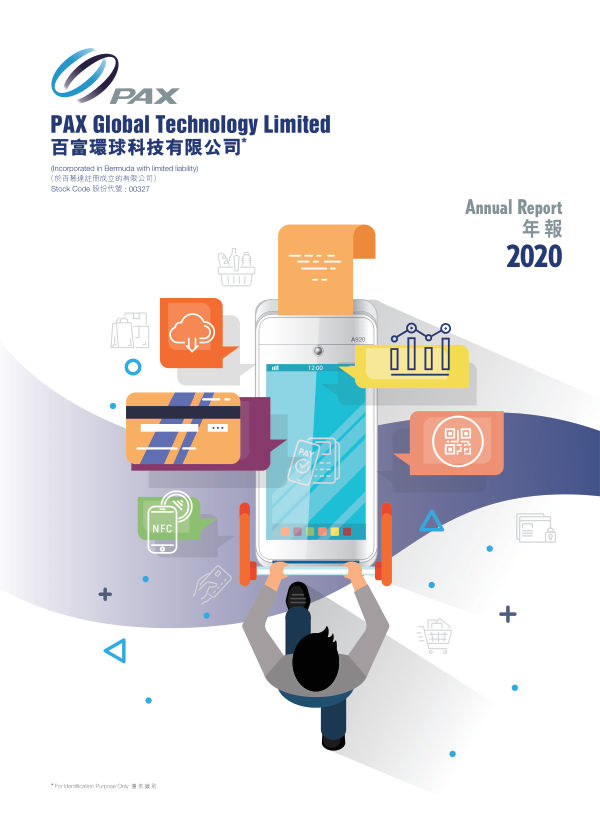 PAX
PAX Global Technology Limited
百富環球科技有限公司*
(Incorporated in Bermuda with limited liability)
(於百慕達註冊成立的有限公司)
Stock Code 股份代號 : 00327
Annual Report
年報
2020
A920
12:00
PAY
NFC
* For Identification Purpose Only 僅供識別